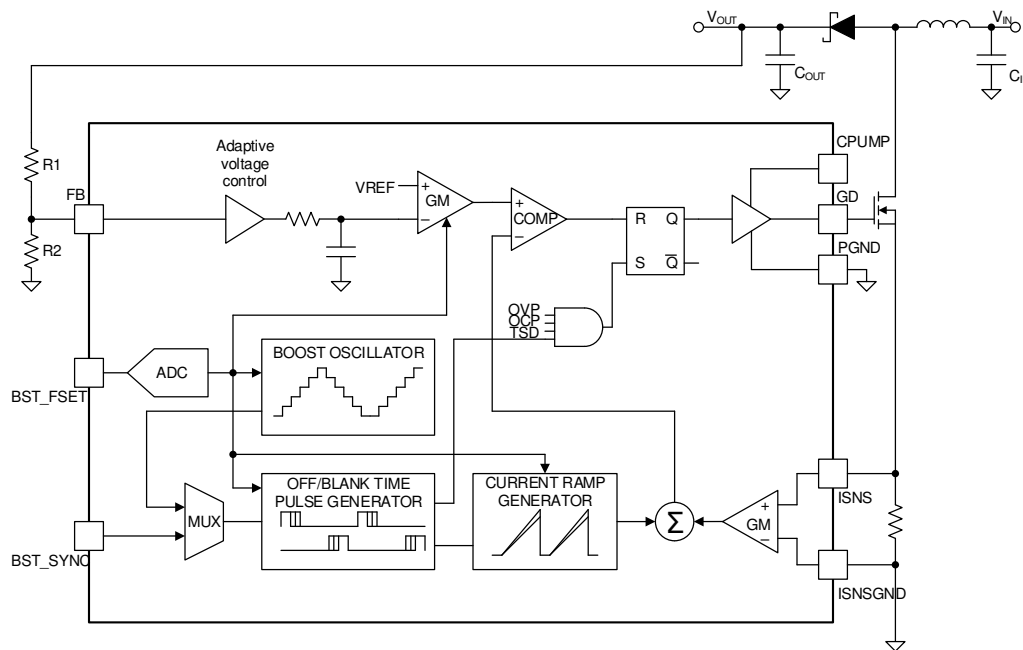 VOUT
VIN
COUT
CI
CPUMP
Adaptive
voltage
control
R1
FB
VREF
+
GM
−
+
COMP
−
R Q
S Q̅
GD
R2
PGND
OVP
OCP
TSD
BOOST OSCILLATOR
ADC
BST_FSET
OFF/BLANK TIME
PULSE GENERATOR
CURRENT RAMP
GENERATOR
ISNS
MUX
Σ
+
GM
−
BST_SYNC
ISNSGND